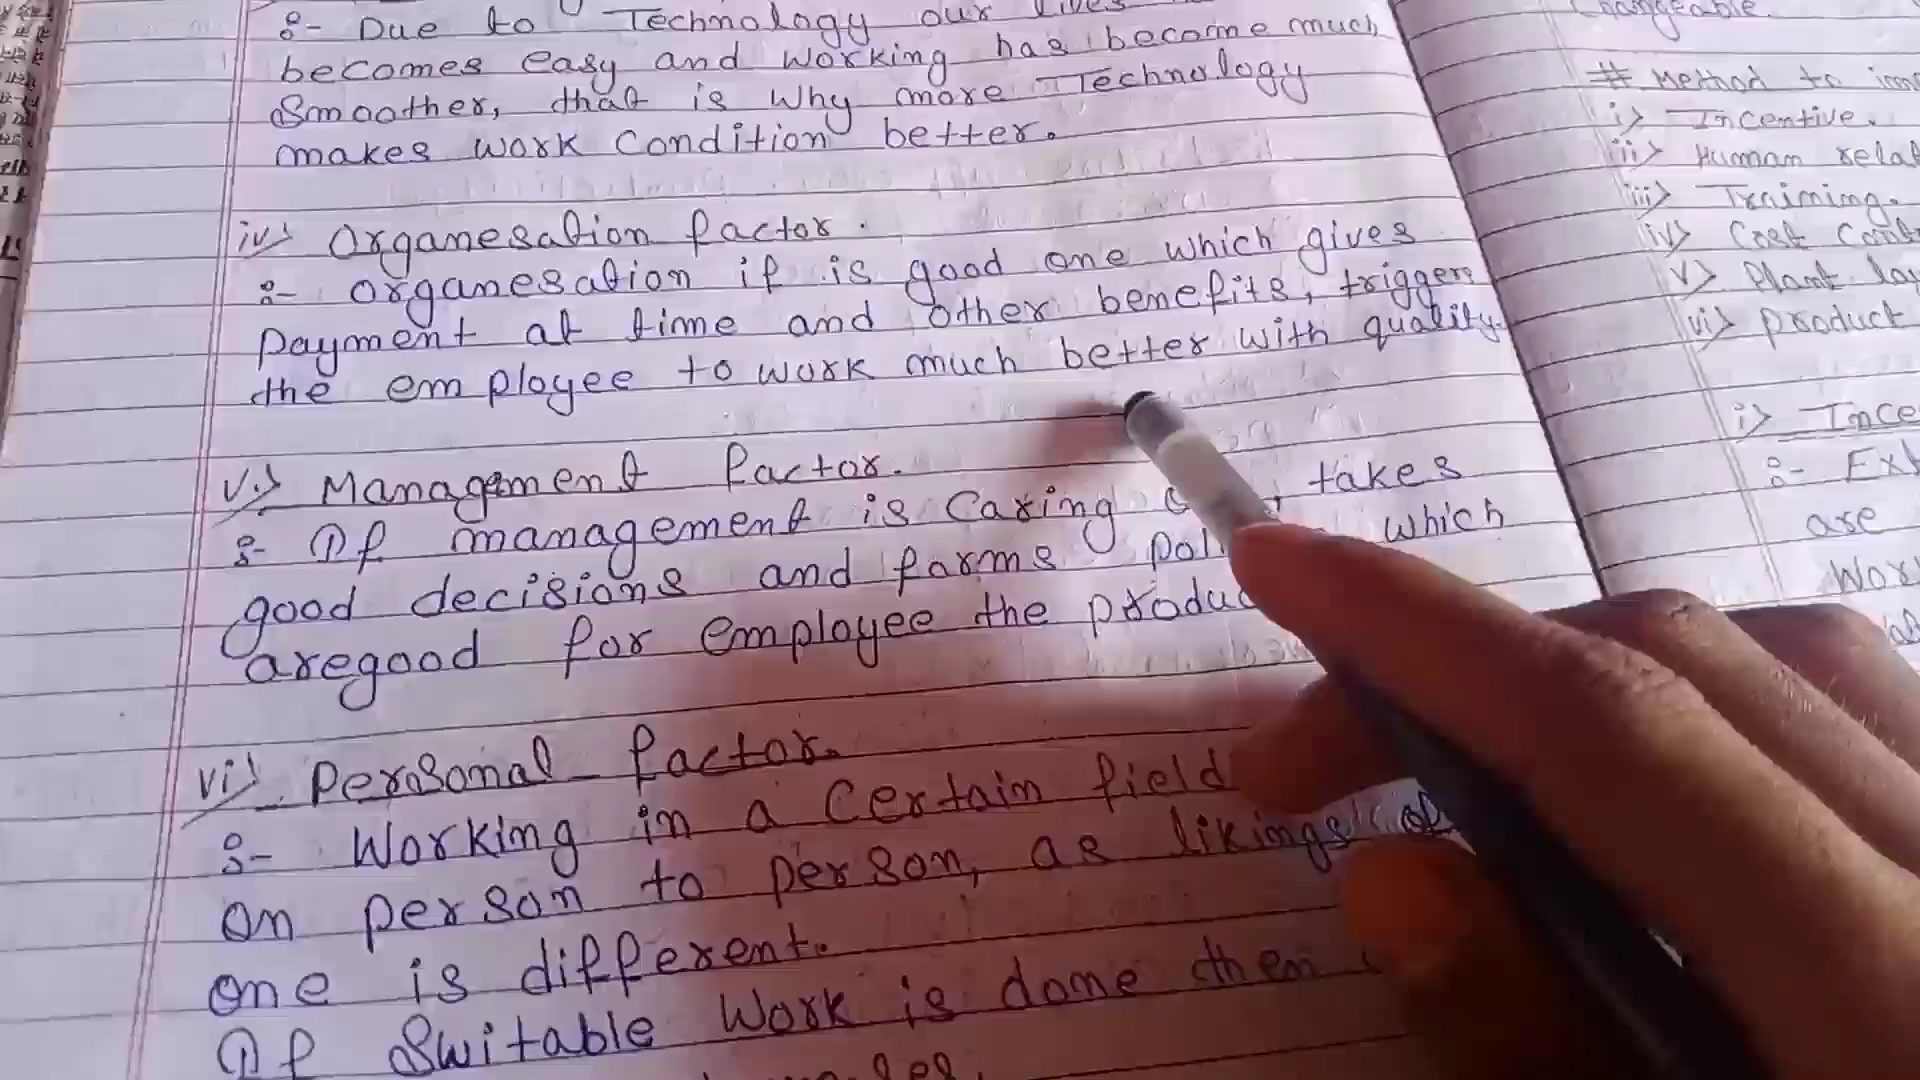 :- Due to Technology our lives
becomes easy and working has become much
Smoother, that is why more Technology
makes work condition better.
iv> Organesation factor.
:- organesation if is good one which gives
payment at time and other benefits, triggers
the employee to work much better with quality.
v.> Management factor.
:- If management is Caring takes
good decisions and farms which
aregood for employee the
vi> Personal factor.
:- Working in a Certain field
on person to person, as likings of
one is different.
If Switable work is done then
Changeable.
# Method to
i> Incentive.
ii> Human
iii> Training.
iv> Cost
v> Plant
vi> product
i>
:-
are